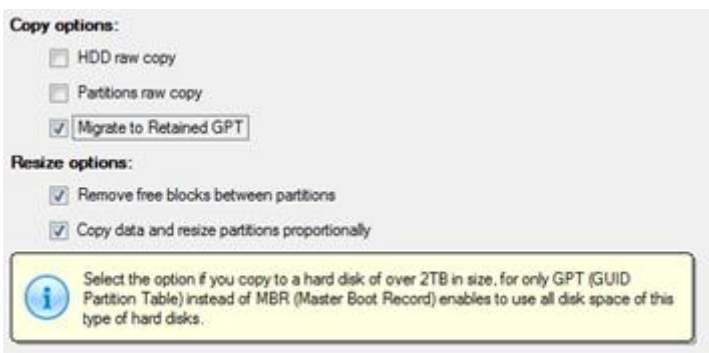 Copy options:
HDD raw copy
Partitions raw copy
Migrate to Retained GPT
Resize options:
Remove free blocks between partitions
Copy data and resize partitions proportionally
Select the option if you copy to a hard disk of over 2TB in size, for only GPT (GUID
Partition Table) instead of MBR (Master Boot Record) enables to use all disk space of this
type of hard disks.